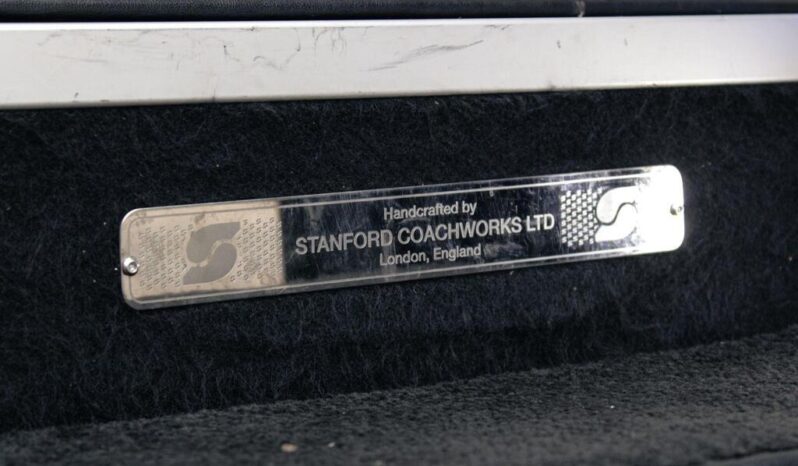 Handcrafted by
STANFORD COACHWORKS LTD
London, England